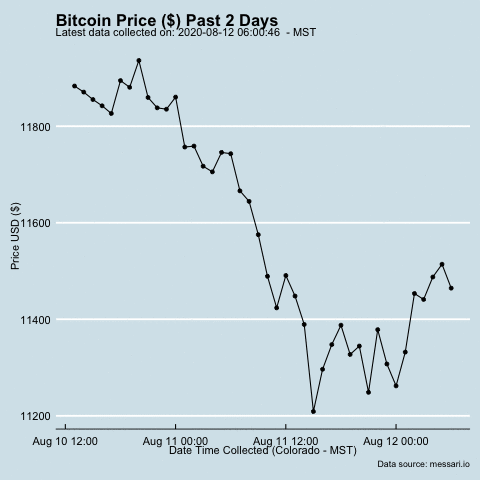 Bitcoin Price ($) Past 2 Days
Latest data collected on: 2020-08-12 06:00:46  - MST
11800
11600
11400
11200
Price USD ($)
Aug 10 12:00 Aug 11 00:00 Aug 11 12:00 Aug 12 00:00
Date Time Collected (Colorado - MST)
Data source: messari.io